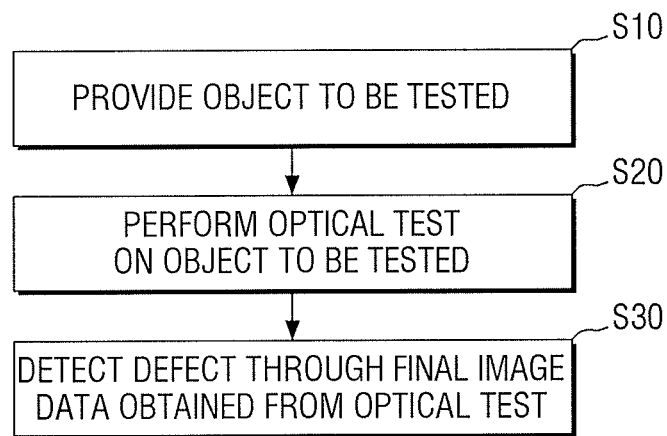 S10
PROVIDE OBJECT TO BE TESTED
S20
PERFORM OPTICAL TEST
ON OBJECT TO BE TESTED
S30
DETECT DEFECT THROUGH FINAL IMAGE
DATA OBTAINED FROM OPTICAL TEST